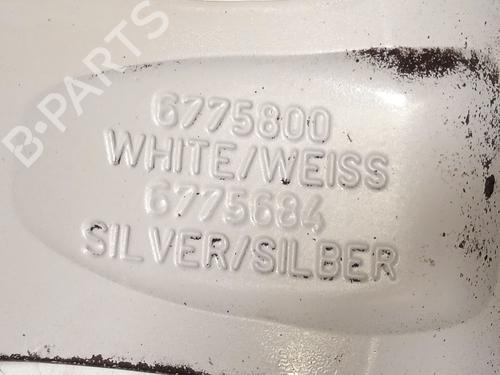 6775800
WHITE/WEISS
6775684
SILVER/SILBER
B-PARTS